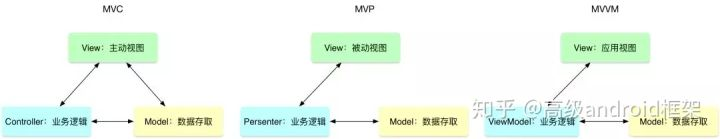 MVC
MVP
MVVM
View：主动视图
View：被动视图
View：应用视图
Controller：业务逻辑
Model：数据存取
Persenter：业务逻辑
Model：数据存取
ViewModel：业务逻辑
Model：数据存取
知乎 @高级android框架